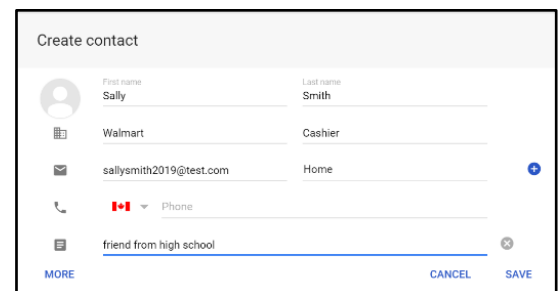 Create contact
First name Last name
Sally Smith
Walmart Cashier
sallysmith2019@test.com Home
Phone
friend from high school
MORE CANCEL SAVE